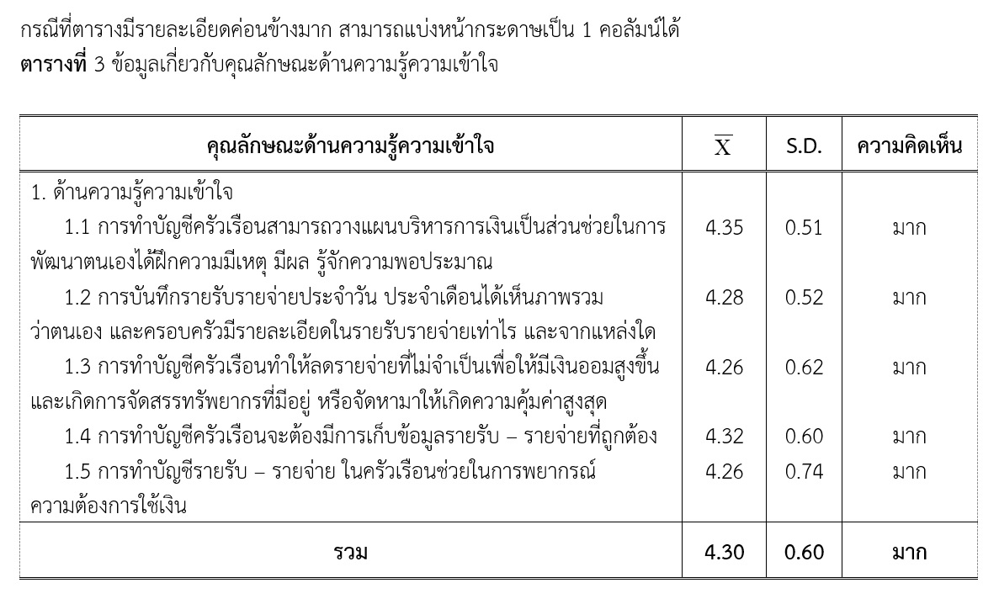 กรณีที่ตารางมีรายละเอียดค่อนข้างมาก สามารถแบ่งหน้ากระดาษเป็น 1 คอลัมน์ได้
ตารางที่ 3 ข้อมูลเกี่ยวกับคุณลักษณะด้านความรู้ความเข้าใจ
คุณลักษณะด้านความรู้ความเข้าใจ X̅ S.D. ความคิดเห็น
1. ด้านความรู้ความเข้าใจ
1.1 การทำบัญชีครัวเรือนสามารถวางแผนบริหารการเงินเป็นส่วนช่วยในการ 4.35 0.51 มาก
พัฒนาตนเองได้ฝึกความมีเหตุ มีผล รู้จักความพอประมาณ
1.2 การบันทึกรายรับรายจ่ายประจำวัน ประจำเดือนได้เห็นภาพรวม 4.28 0.52 มาก
ว่าตนเอง และครอบครัวมีรายละเอียดในรายรับรายจ่ายเท่าไร และจากแหล่งใด
1.3 การทำบัญชีครัวเรือนทำให้ลดรายจ่ายที่ไม่จำเป็นเพื่อให้มีเงินออมสูงขึ้น 4.26 0.62 มาก
และเกิดการจัดสรรทรัพยากรที่มีอยู่ หรือจัดหามาให้เกิดความคุ้มค่าสูงสุด
1.4 การทำบัญชีครัวเรือนจะต้องมีการเก็บข้อมูลรายรับ – รายจ่ายที่ถูกต้อง 4.32 0.60 มาก
1.5 การทำบัญชีรายรับ – รายจ่าย ในครัวเรือนช่วยในการพยากรณ์ 4.26 0.74 มาก
ความต้องการใช้เงิน
รวม 4.30 0.60 มาก